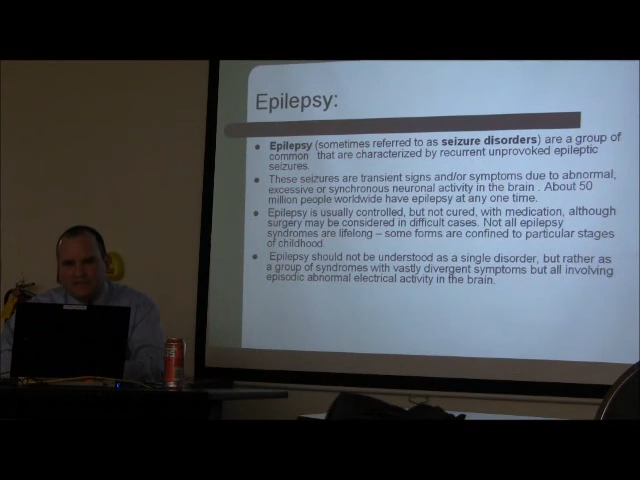 Epilepsy:
● Epilepsy (sometimes referred to as seizure disorders) are a group of
common that are characterized by recurrent unprovoked epileptic
seizures.
● These seizures are transient signs and/or symptoms due to abnormal,
excessive or synchronous neuronal activity in the brain . About 50
million people worldwide have epilepsy at any one time.
● Epilepsy is usually controlled, but not cured, with medication, although
surgery may be considered in difficult cases. Not all epilepsy
syndromes are lifelong – some forms are confined to particular stages
of childhood
● Epilepsy should not be understood as a single disorder, but rather as
a group of syndromes with vastly divergent symptoms but all involving
episodic abnormal electrical activity in the brain.